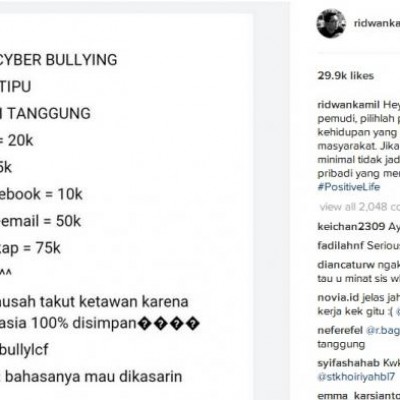 CYBER BULLYING
TIPU
I TANGGUNG
= 20k
5k
ebook = 10k
email = 50k
kap = 75k
^^
usah takut ketawan karena
asia 100% disimpan����
bullylcf
bahasanya mau dikasarin
ridwanka
29.9k likes
ridwankamil Hey
pemudi, pilihlah p
kehidupan yang
masyarakat. Jika
minimal tidak jad
pribadi yang mer
#PositiveLife
view all 2,048 co
keichan2309 Ay
fadilahnf Serious
diancaturw ngak
tau u minat sis wk
novia.id jelas jah
kerja kek gitu :( @
neferefel @r.bag
tanggung
syifashahab Kwk
@stkhoiriyahbl7
emma_karsianto